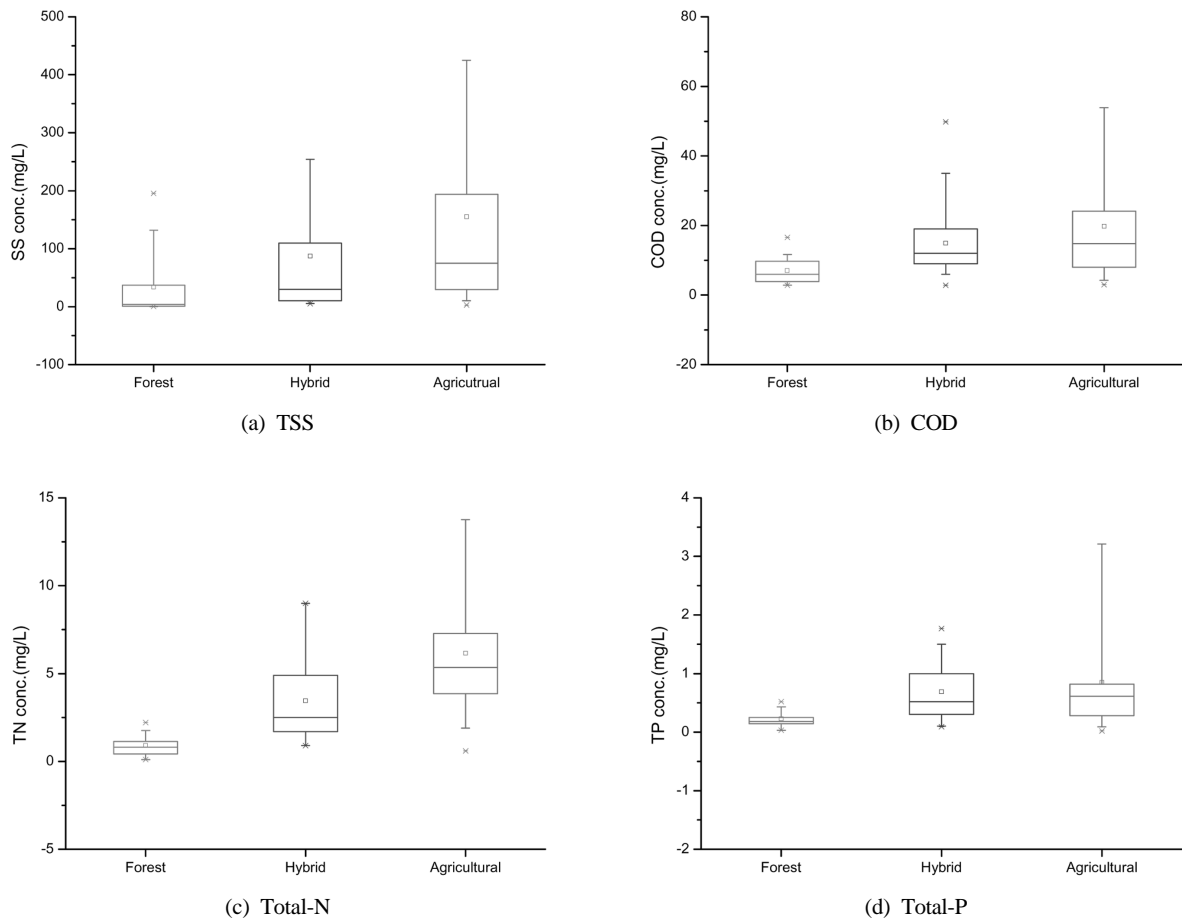 500
400
300
200
100
0
-100
SS conc.(mg/L)
Forest Hybrid Agricutrual
(a) TSS
80
60
40
20
0
-20
COD conc.(mg/L)
Forest Hybrid Agricultural
(b) COD
15
10
5
0
-5
TN conc.(mg/L)
Forest Hybrid Agricultural
(c) Total-N
4
3
2
1
0
-1
-2
TP conc.(mg/L)
Forest Hybrid Agricultural
(d) Total-P